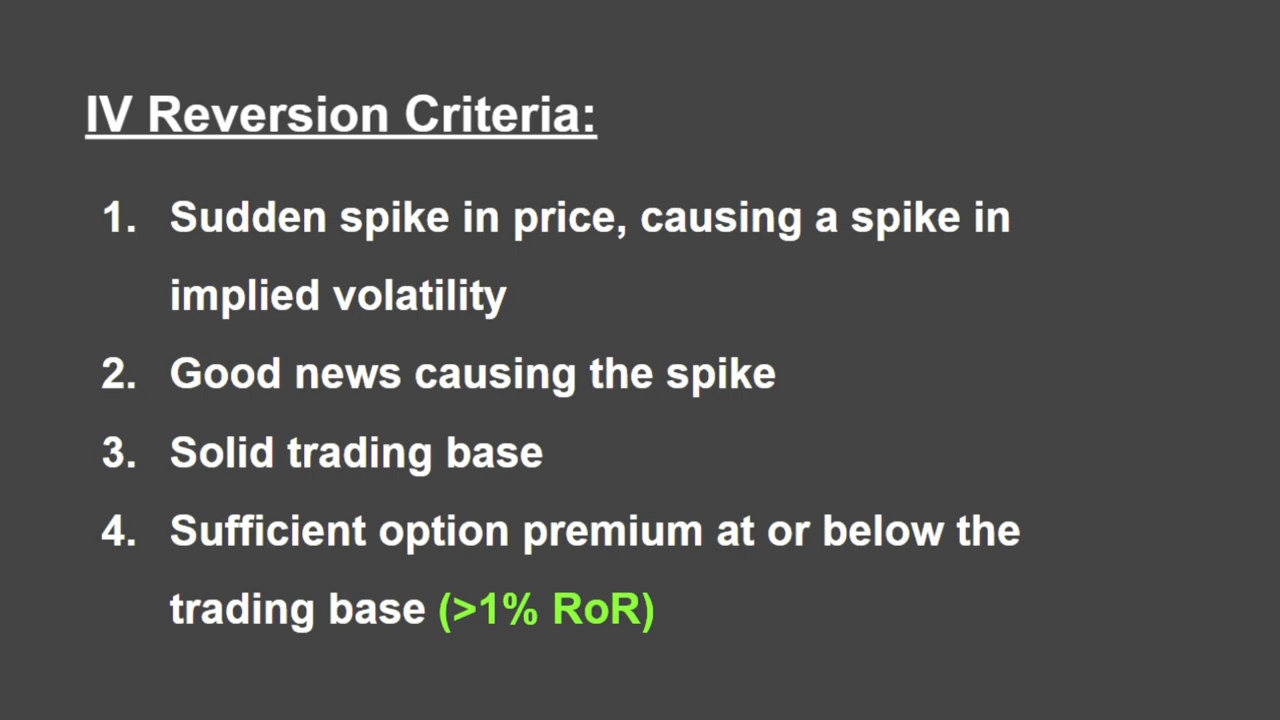 IV Reversion Criteria:
1. Sudden spike in price, causing a spike in
implied volatility
2. Good news causing the spike
3. Solid trading base
4. Sufficient option premium at or below the
trading base (>1% RoR)